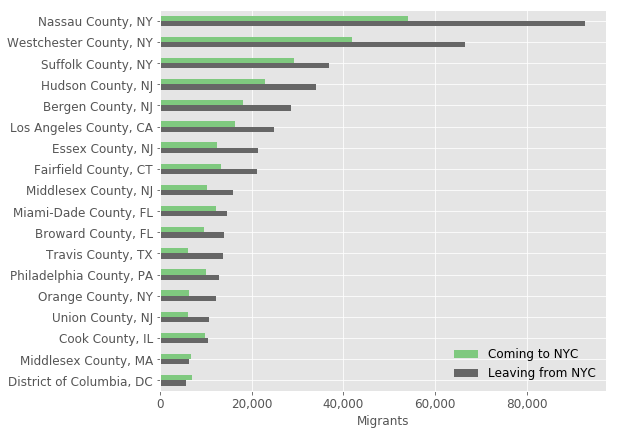 Nassau County, NY
Westchester County, NY
Suffolk County, NY
Hudson County, NJ
Bergen County, NJ
Los Angeles County, CA
Essex County, NJ
Fairfield County, CT
Middlesex County, NJ
Miami-Dade County, FL
Broward County, FL
Travis County, TX
Philadelphia County, PA
Orange County, NY
Union County, NJ
Cook County, IL
Middlesex County, MA
District of Columbia, DC
Coming to NYC
Leaving from NYC
0 20,000 40,000 60,000 80,000
Migrants